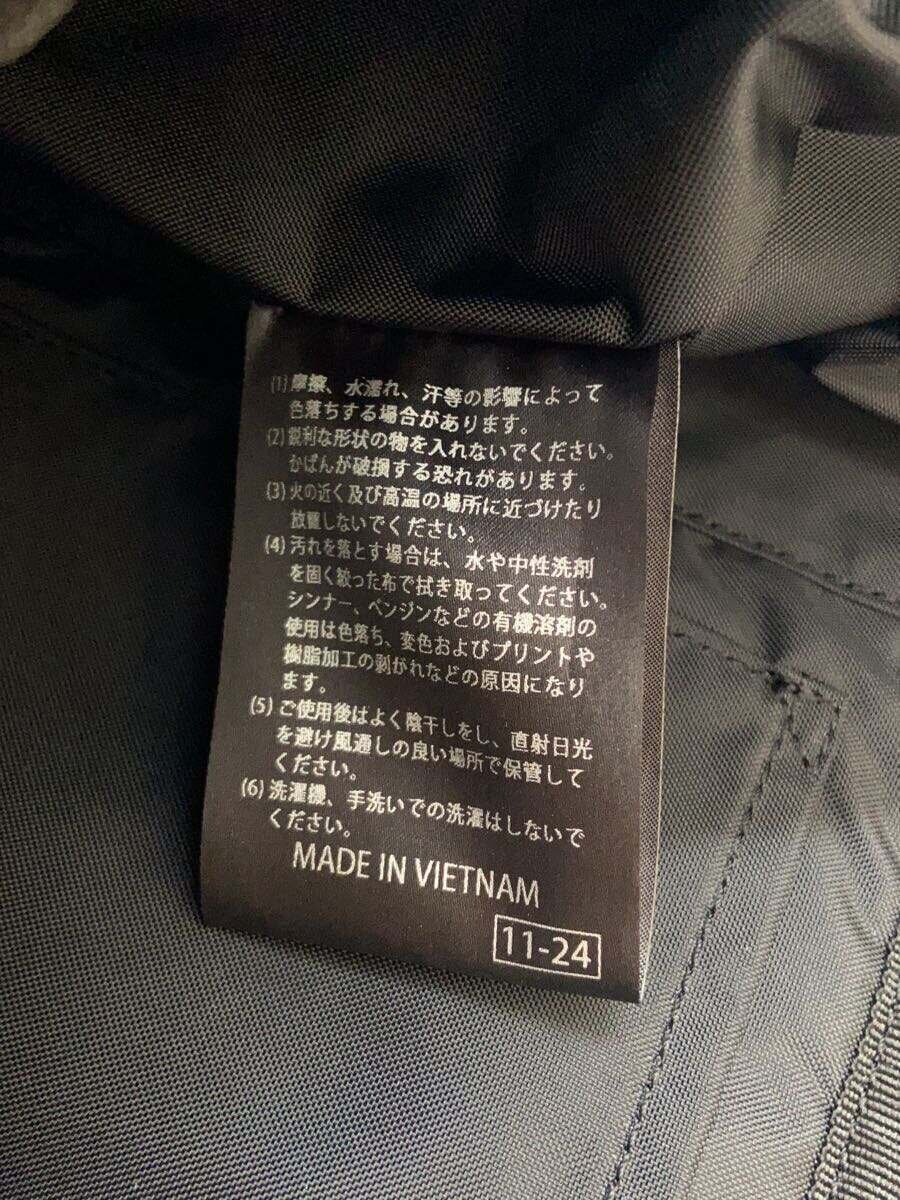 (1)摩擦、水濡れ、汗等の影響によって
色落ちする場合があります。
(2)鋭利な形状の物を入れないでください。
かばんが破損する恐れがあります。
(3)火の近く及び高温の場所に近づけたり
放置しないでください。
(4)汚れを落とす場合は、水や中性洗剤
を固く絞った布で拭き取ってください。
シンナー、ベンジンなどの有機溶剤の
使用は色落ち、変色およびプリントや
樹脂加工の剥がれなどの原因になり
ます。
(5)ご使用後はよく陰干しをし、直射日光
を避け風通しの良い場所で保管して
ください。
(6)洗濯機、手洗いでの洗濯はしないで
ください。
MADE IN VIETNAM
11-24